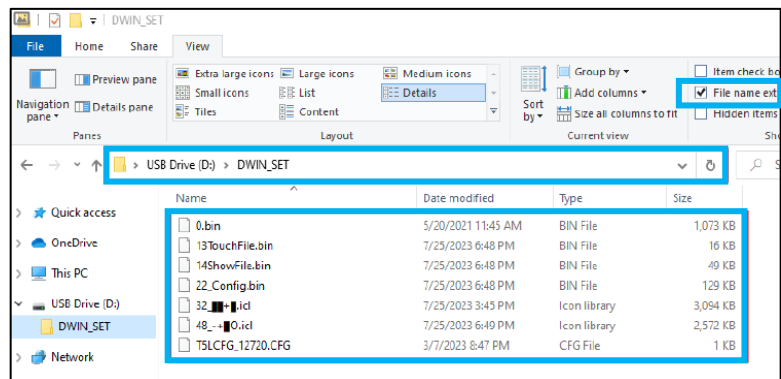 DWIN_SET
File Home Share View
Navigation pane
Preview pane
Details pane
Panes
Extra large icons Large icons Medium icons
Small icons List Details
Tiles Content
Layout
Sort by
Group by
Add columns
Size all columns to fit
Current view
Item check bo
File name ext
Hidden items
Sho
> USB Drive (D:) > DWIN_SET
S
Name Date modified Type Size
Quick access
OneDrive
This PC
USB Drive (D:)
DWIN_SET
Network
0.bin 5/20/2021 11:45 AM BIN File 1,073 KB
13TouchFile.bin 7/25/2023 6:48 PM BIN File 16 KB
14ShowFile.bin 7/25/2023 6:48 PM BIN File 49 KB
22_Config.bin 7/25/2023 6:48 PM BIN File 129 KB
32_██+█.icl 7/25/2023 3:45 PM Icon library 3,094 KB
48_-+█O.icl 7/25/2023 6:49 PM Icon library 2,572 KB
T5LCFG_12720.CFG 3/7/2023 8:47 PM CFG File 1 KB